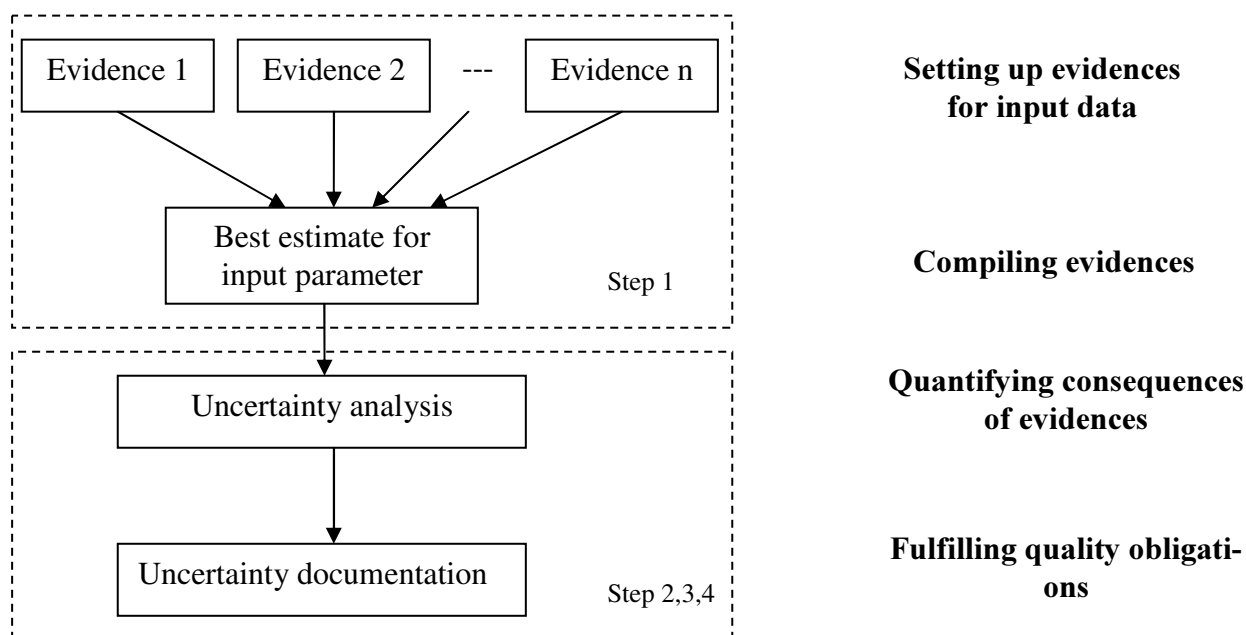 Evidence 1
Evidence 2
---
Evidence n
Setting up evidences
for input data
Best estimate for
input parameter
Step 1
Compiling evidences
Uncertainty analysis
Quantifying consequences
of evidences
Uncertainty documentation
Step 2,3,4
Fulfilling quality obligati-
ons